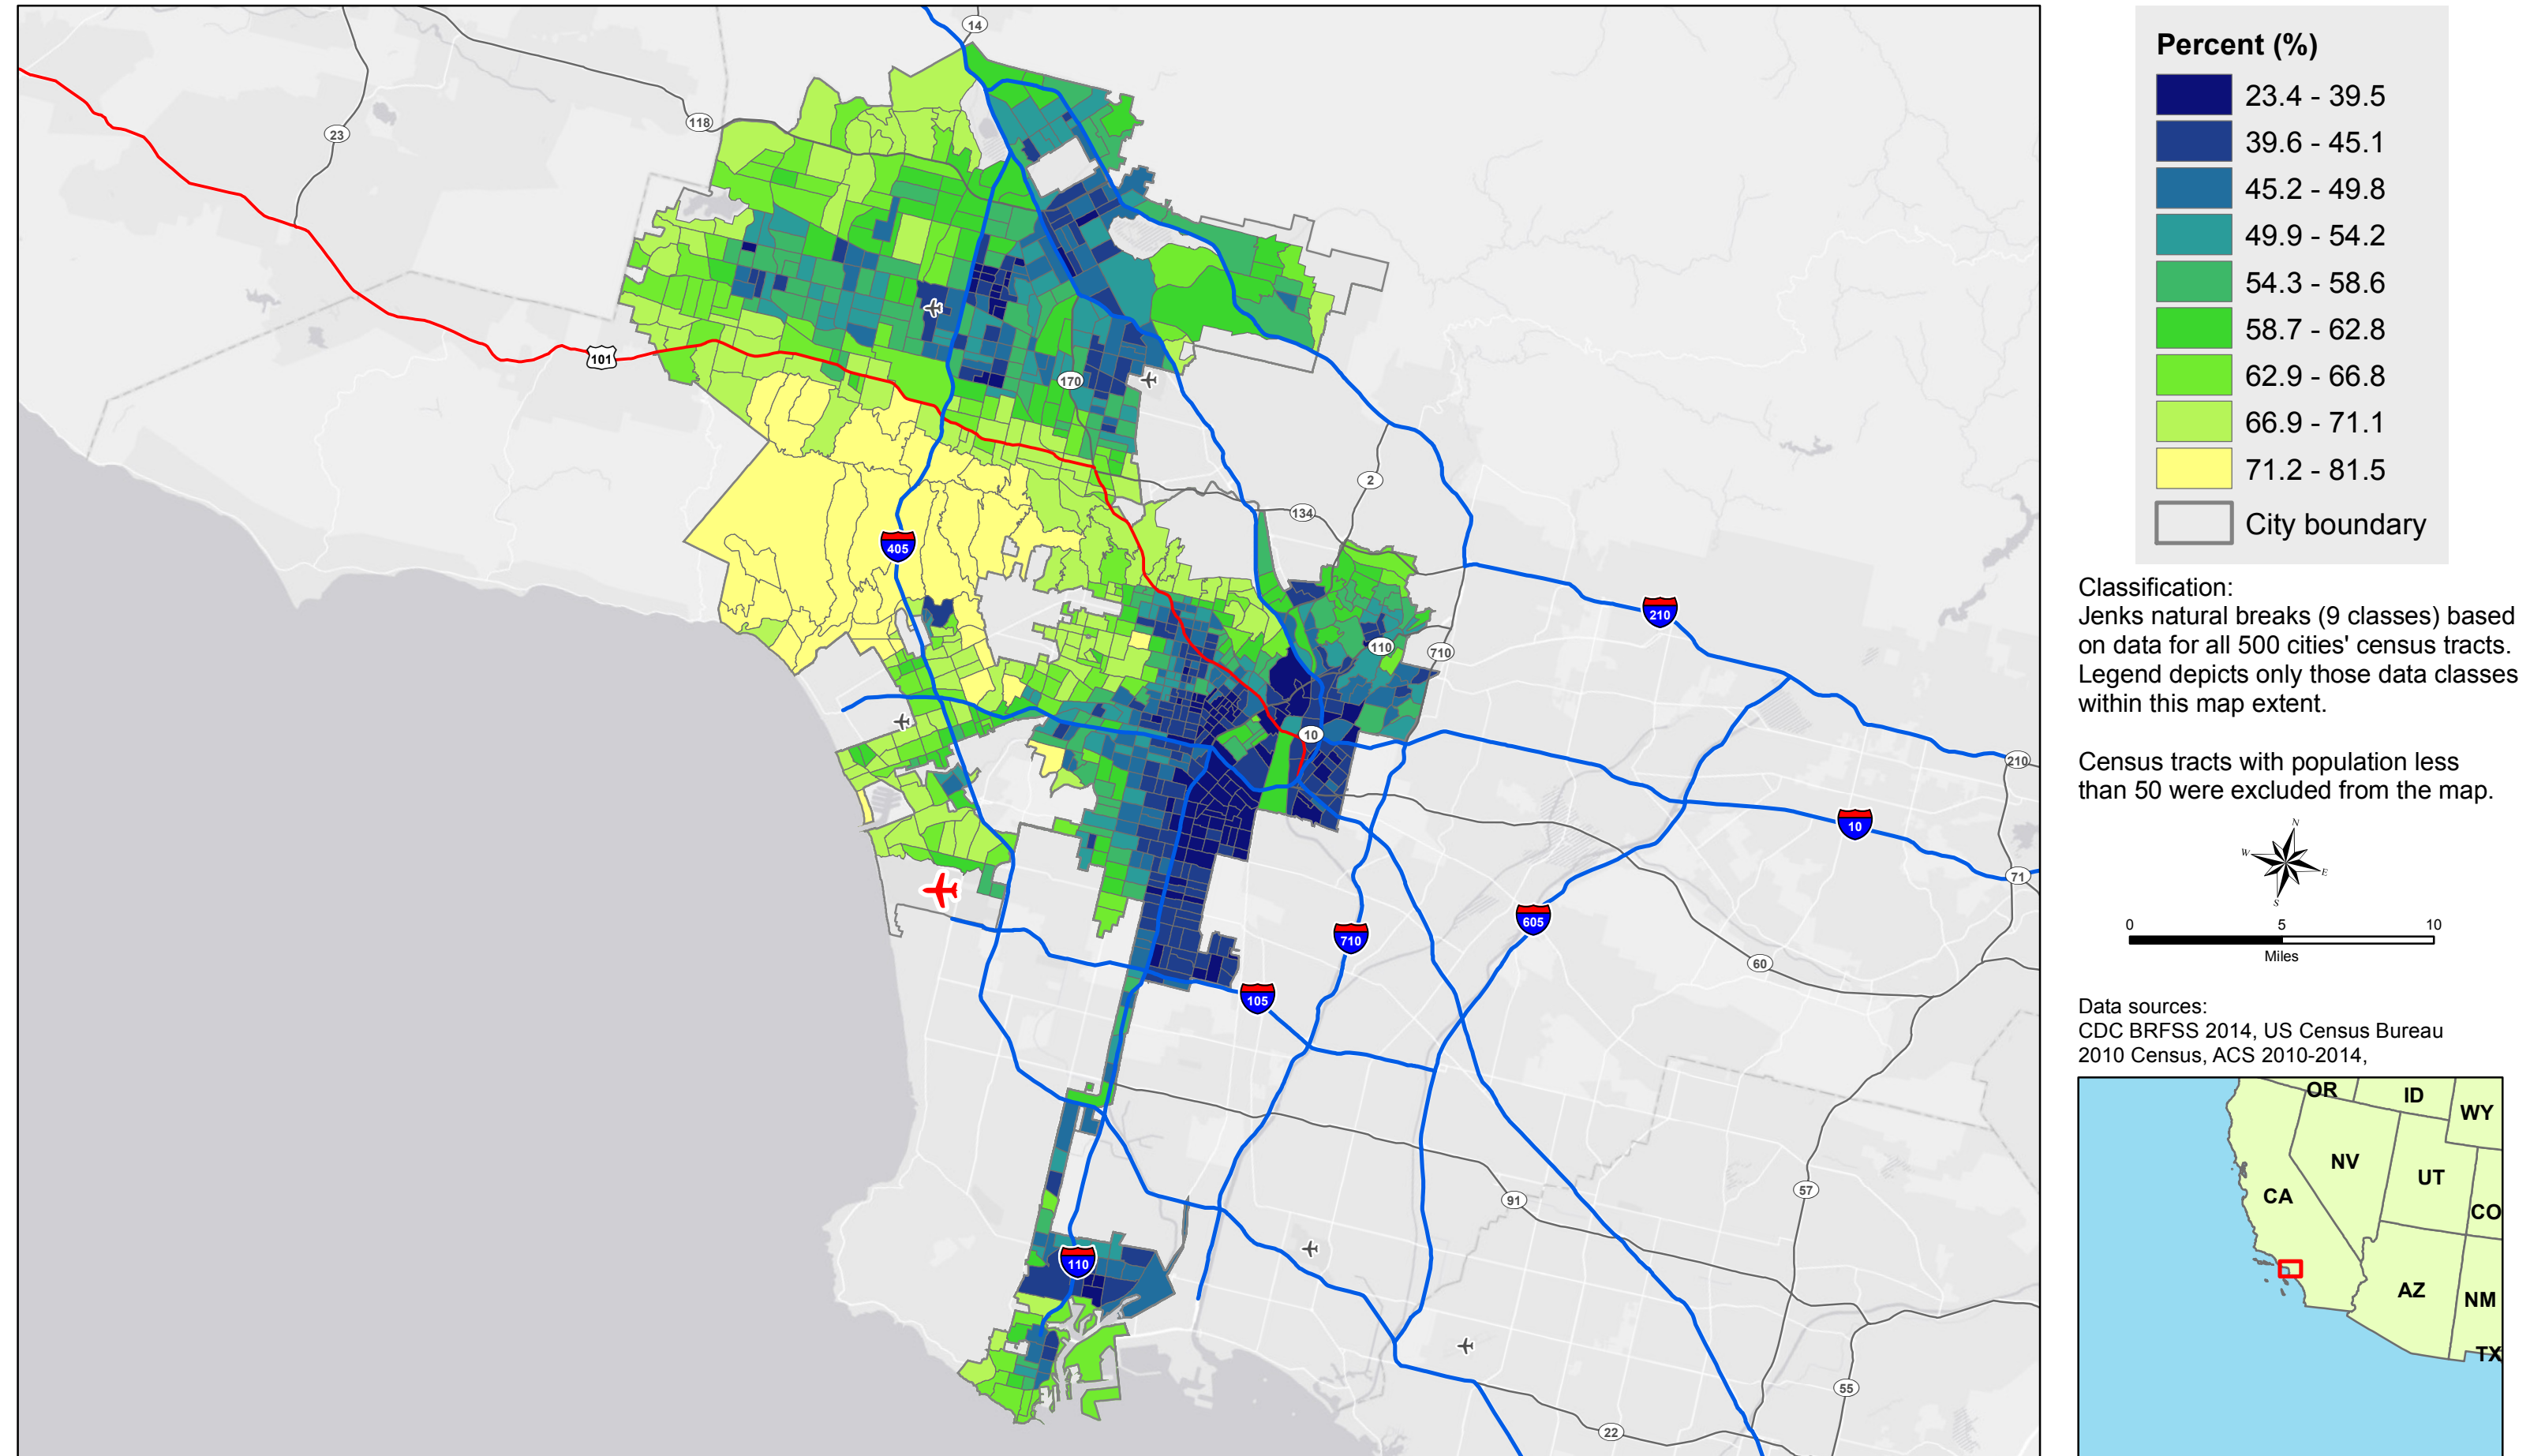 14
118
23
101
170
2
134
405
210
110
710
10
210
10
71
605
710
60
105
91
57
110
55
22
Percent (%)
23.4 - 39.5
39.6 - 45.1
45.2 - 49.8
49.9 - 54.2
54.3 - 58.6
58.7 - 62.8
62.9 - 66.8
66.9 - 71.1
71.2 - 81.5
City boundary
Classification:
Jenks natural breaks (9 classes) based
on data for all 500 cities' census tracts.
Legend depicts only those data classes
within this map extent.
Census tracts with population less
than 50 were excluded from the map.
N
W
E
S
0 5 10
Miles
Data sources:
CDC BRFSS 2014, US Census Bureau
2010 Census, ACS 2010-2014,
OR
ID
WY
NV
UT
CA
CO
AZ
NM
TX